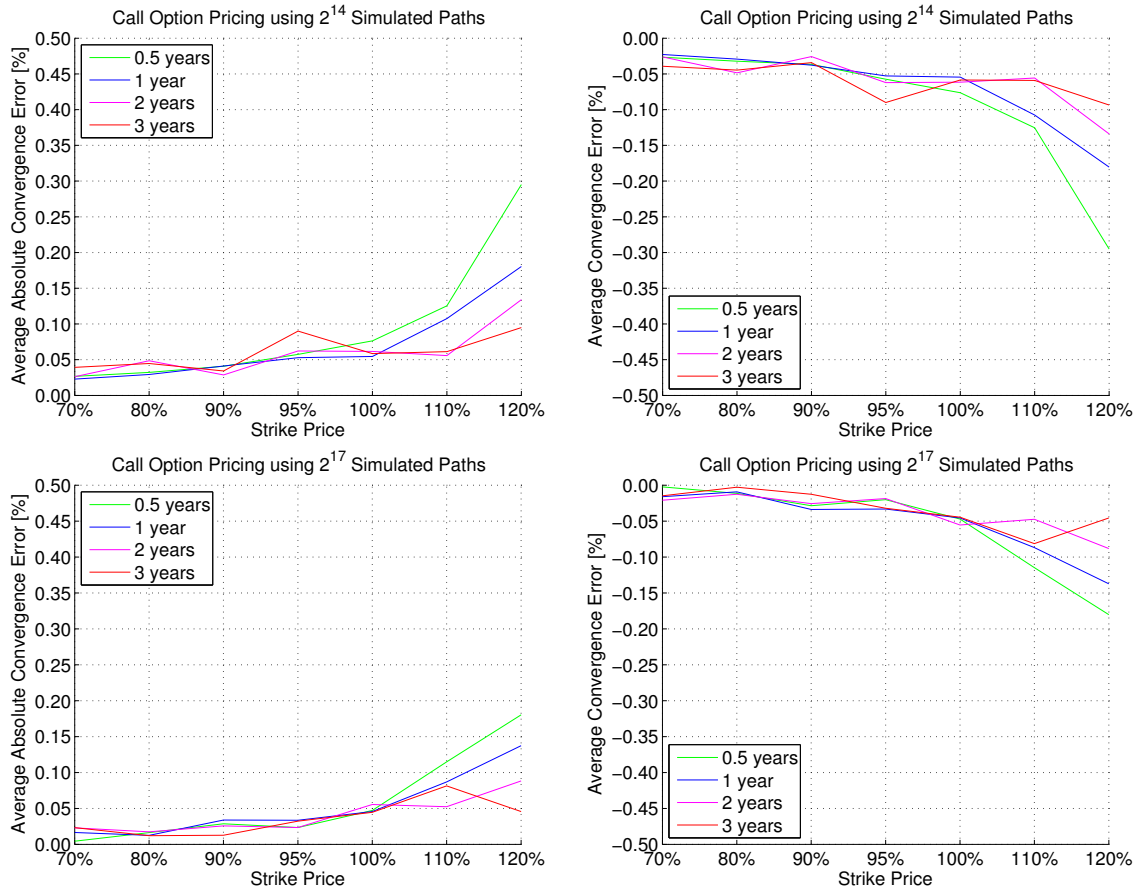 Call Option Pricing using 2^14 Simulated Paths
Average Absolute Convergence Error [%]
0.50
0.45
0.40
0.35
0.30
0.25
0.20
0.15
0.10
0.05
0.00
0.5 years
1 year
2 years
3 years
70% 80% 90% 95% 100% 110% 120%
Strike Price
Call Option Pricing using 2^14 Simulated Paths
Average Convergence Error [%]
0.00
−0.05
−0.10
−0.15
−0.20
−0.25
−0.30
−0.35
−0.40
−0.45
−0.50
0.5 years
1 year
2 years
3 years
70% 80% 90% 95% 100% 110% 120%
Strike Price
Call Option Pricing using 2^17 Simulated Paths
Average Absolute Convergence Error [%]
0.50
0.45
0.40
0.35
0.30
0.25
0.20
0.15
0.10
0.05
0.00
0.5 years
1 year
2 years
3 years
70% 80% 90% 95% 100% 110% 120%
Strike Price
Call Option Pricing using 2^17 Simulated Paths
Average Convergence Error [%]
0.00
−0.05
−0.10
−0.15
−0.20
−0.25
−0.30
−0.35
−0.40
−0.45
−0.50
0.5 years
1 year
2 years
3 years
70% 80% 90% 95% 100% 110% 120%
Strike Price